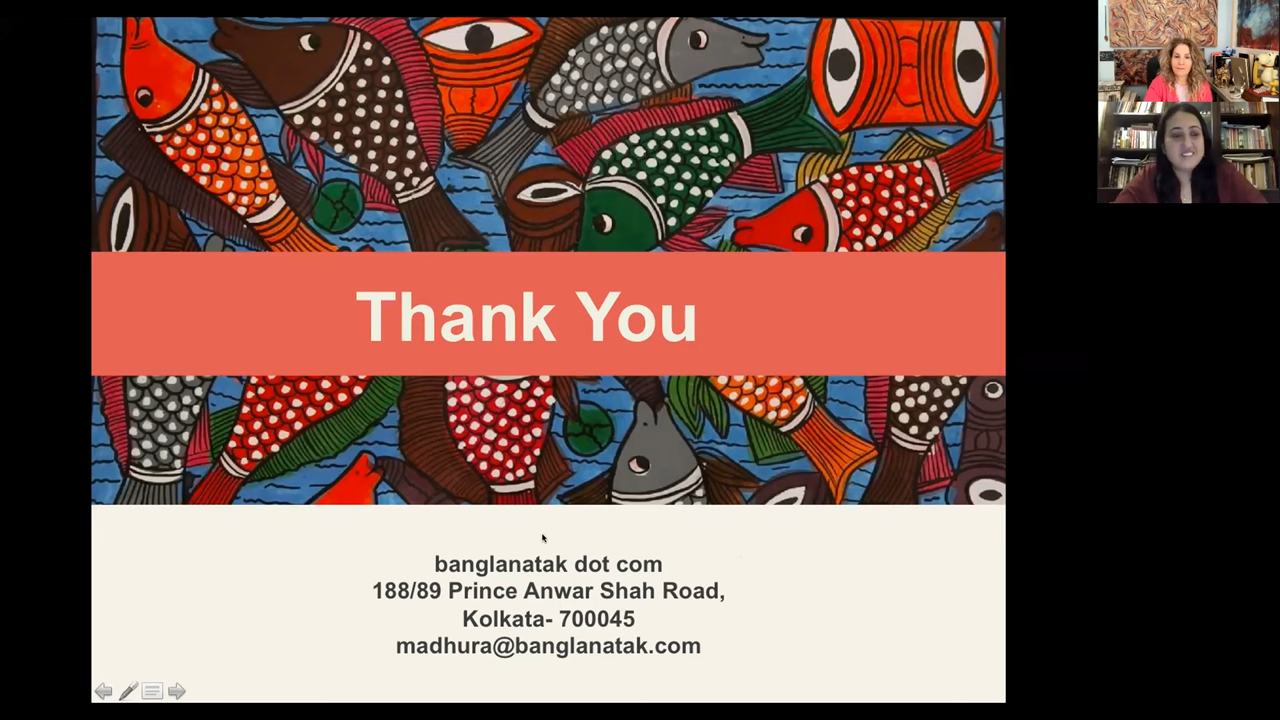 Thank You
banglanatak dot com
188/89 Prince Anwar Shah Road,
Kolkata- 700045
madhura@banglanatak.com